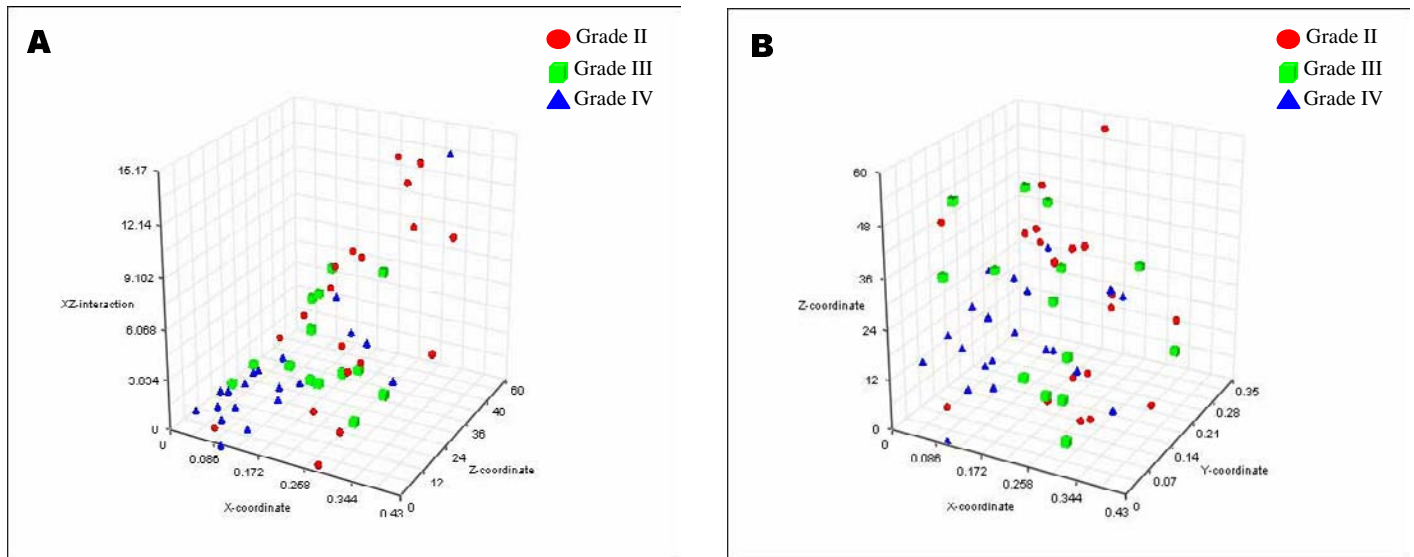 A
Grade II
Grade III
Grade IV
15.17
12.14
9.102
XZ-interaction
6.068
3.034
0
0
0.086
0.172
0.258
0.344
0.43
X-coordinate
0
12
24
36
40
60
Z-coordinate
B
Grade II
Grade III
Grade IV
60
48
36
Z-coordinate
24
12
0
0
0.086
0.172
0.258
0.344
0.43
X-coordinate
0
0.07
0.14
0.21
0.28
0.35
Y-coordinate